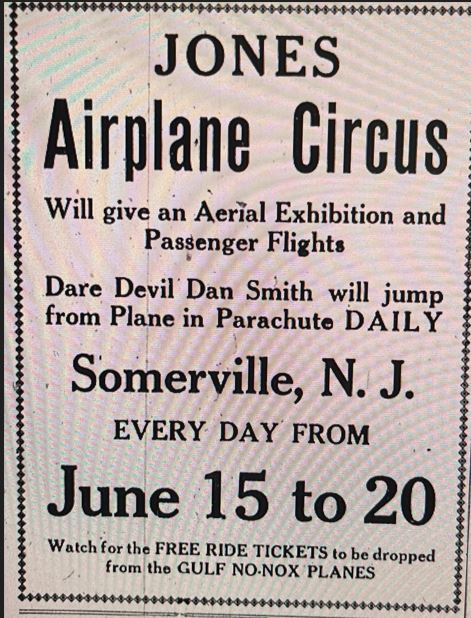 JONES
Airplane Circus
Will give an Aerial Exhibition and
Passenger Flights
Dare Devil Dan Smith will jump
from Plane in Parachute DAILY
Somerville, N. J.
EVERY DAY FROM
June 15 to 20
Watch for the FREE RIDE TICKETS to be dropped
from the GULF NO-NOX PLANES